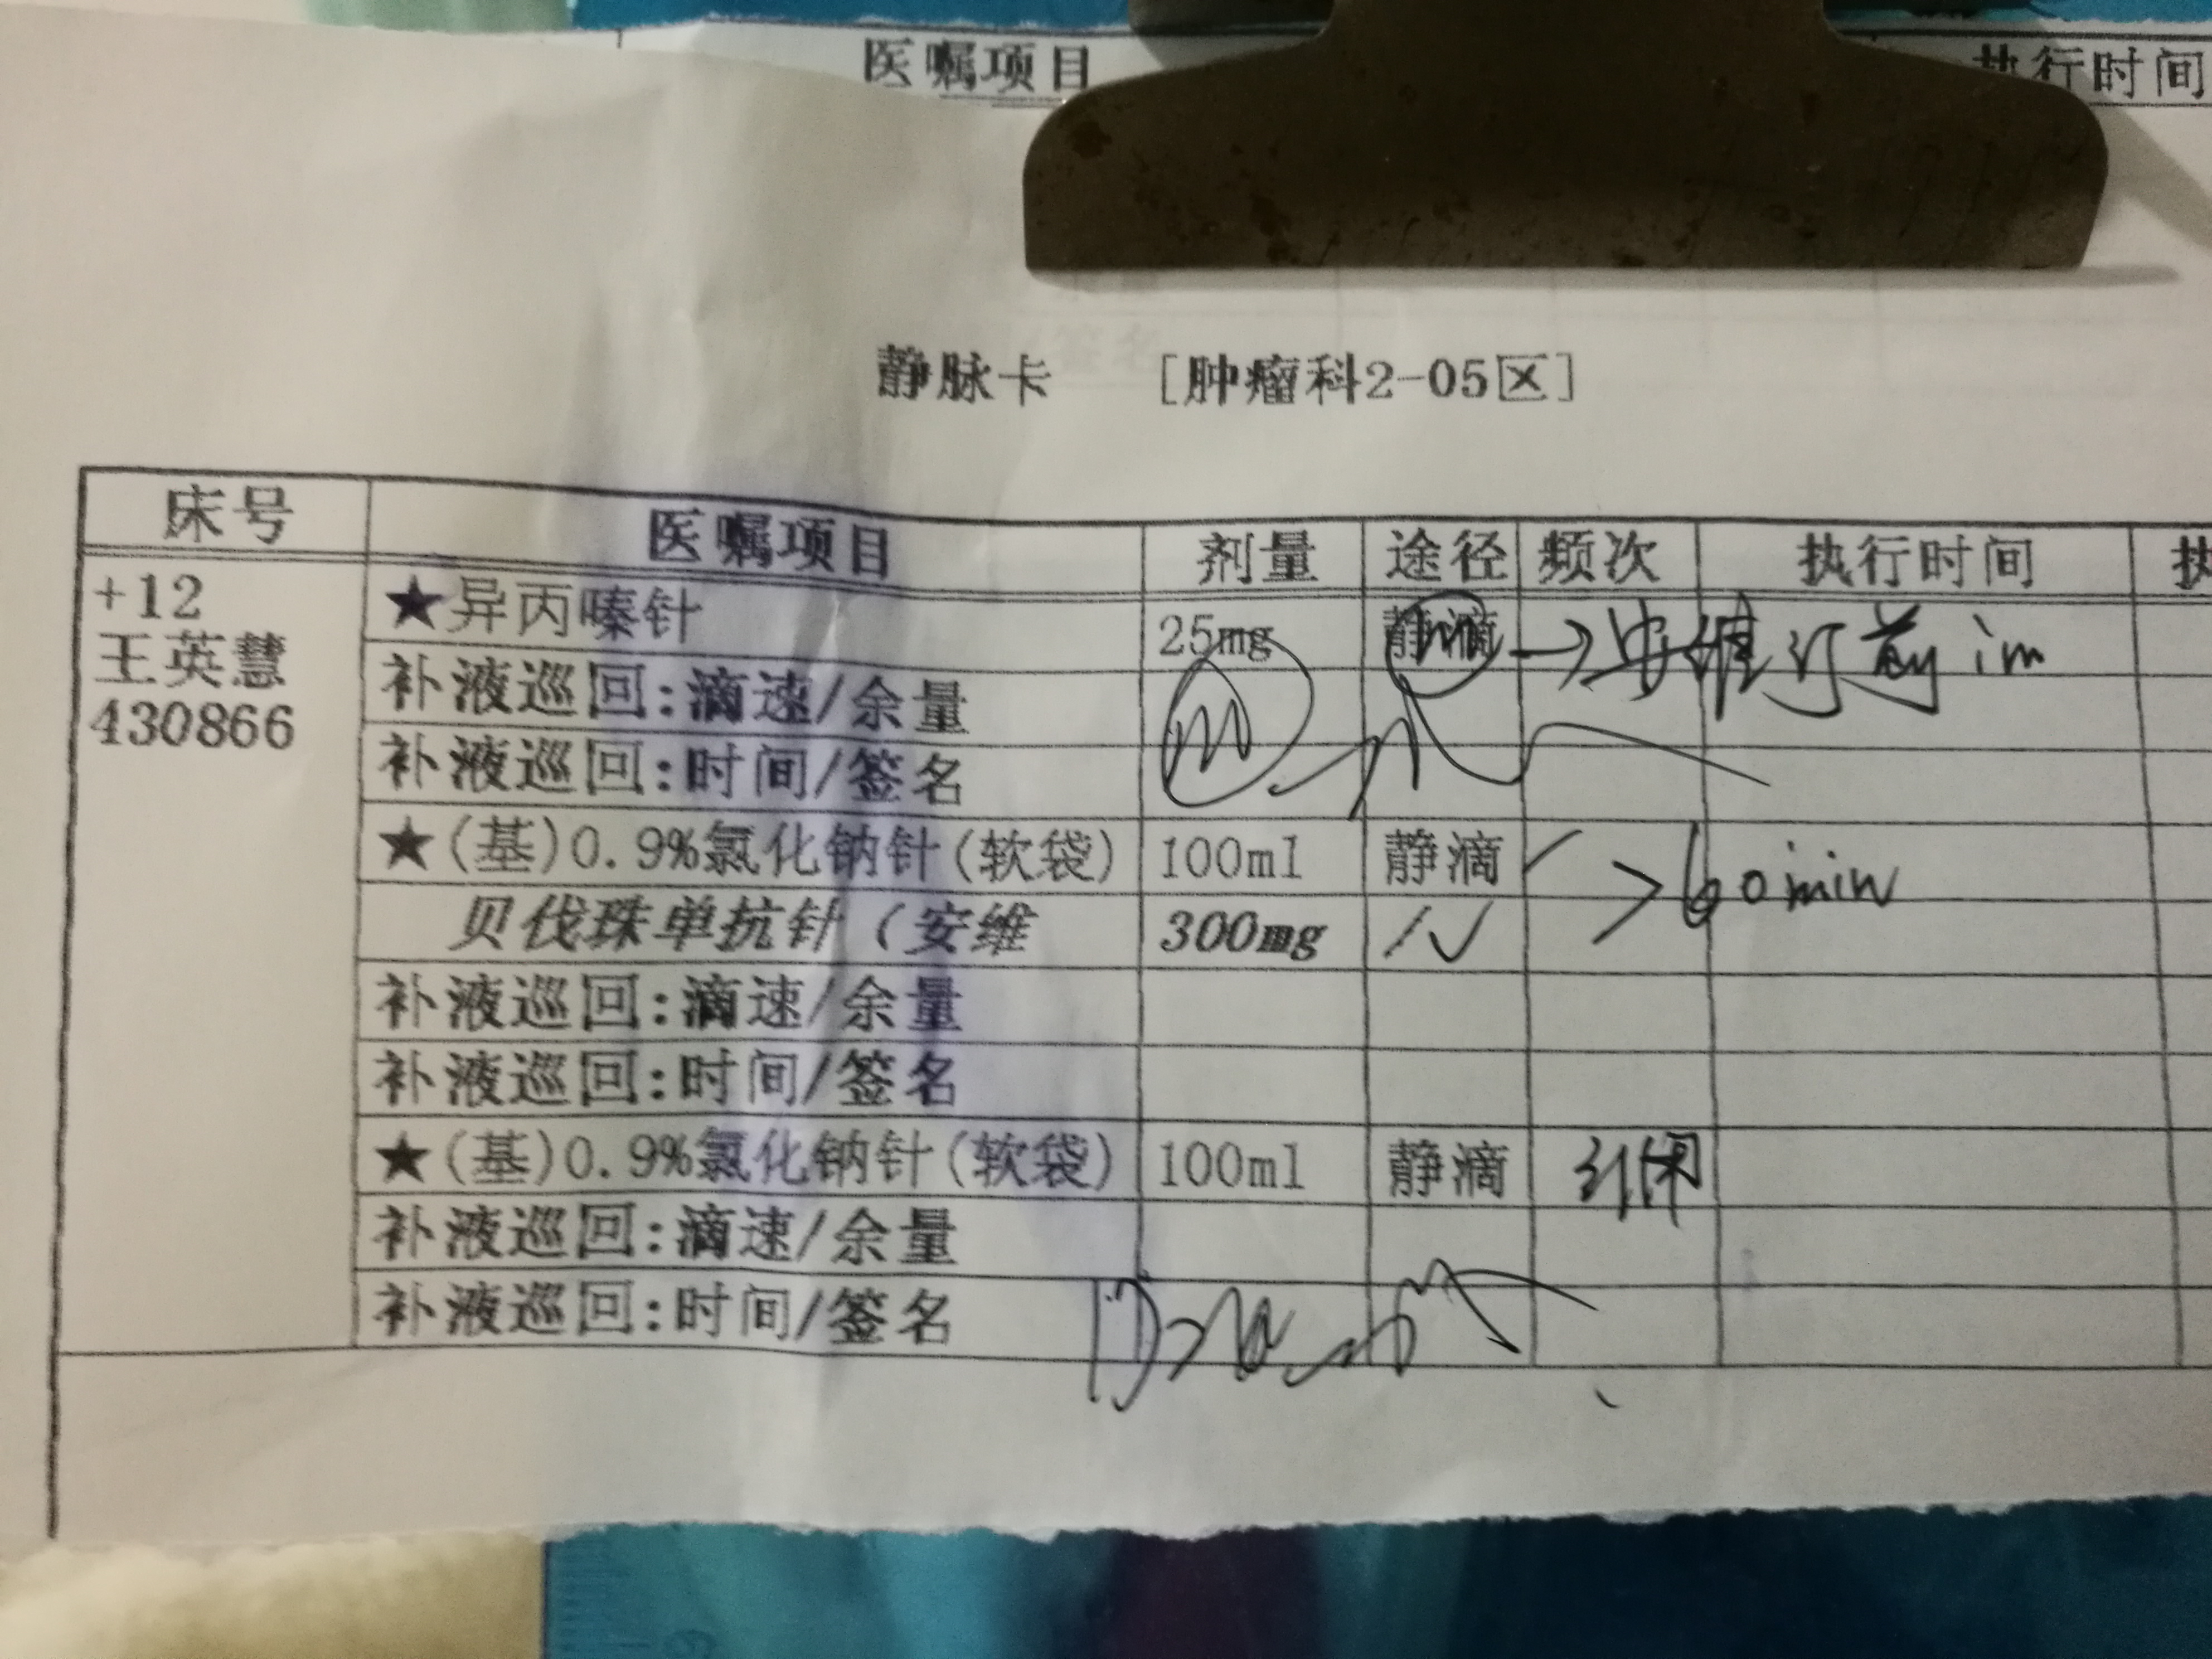 医嘱项目 执行时间
静脉卡 [肿瘤科2-05区]
床号 医嘱项目 剂量 途径 频次 执行时间 执
+12
王英慧
430866
★异丙嗪针 25mg 静滴 → 安维汀前 im
补液巡回:滴速/余量
补液巡回:时间/签名
★(基)0.9%氯化钠针(软袋) 100ml 静滴 >60min
贝伐珠单抗针(安维 300mg
补液巡回:滴速/余量
补液巡回:时间/签名
★(基)0.9%氯化钠针(软袋) 100ml 静滴
补液巡回:滴速/余量
补液巡回:时间/签名